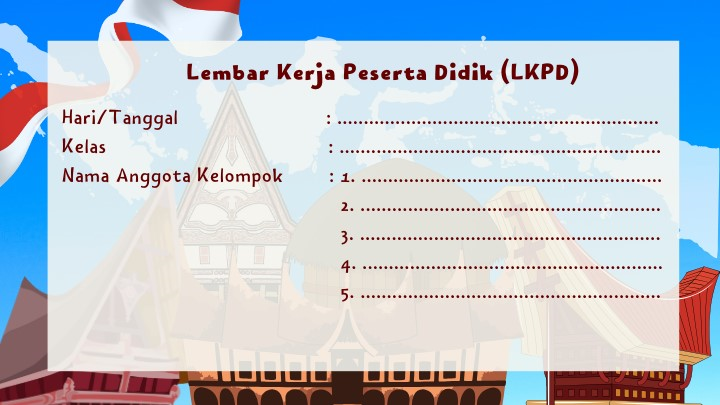 Lembar Kerja Peserta Didik (LKPD)
Hari/Tanggal : ................................................................
Kelas : ................................................................
Nama Anggota Kelompok : 1. ............................................................
2. ............................................................
3. ............................................................
4. ............................................................
5. ............................................................